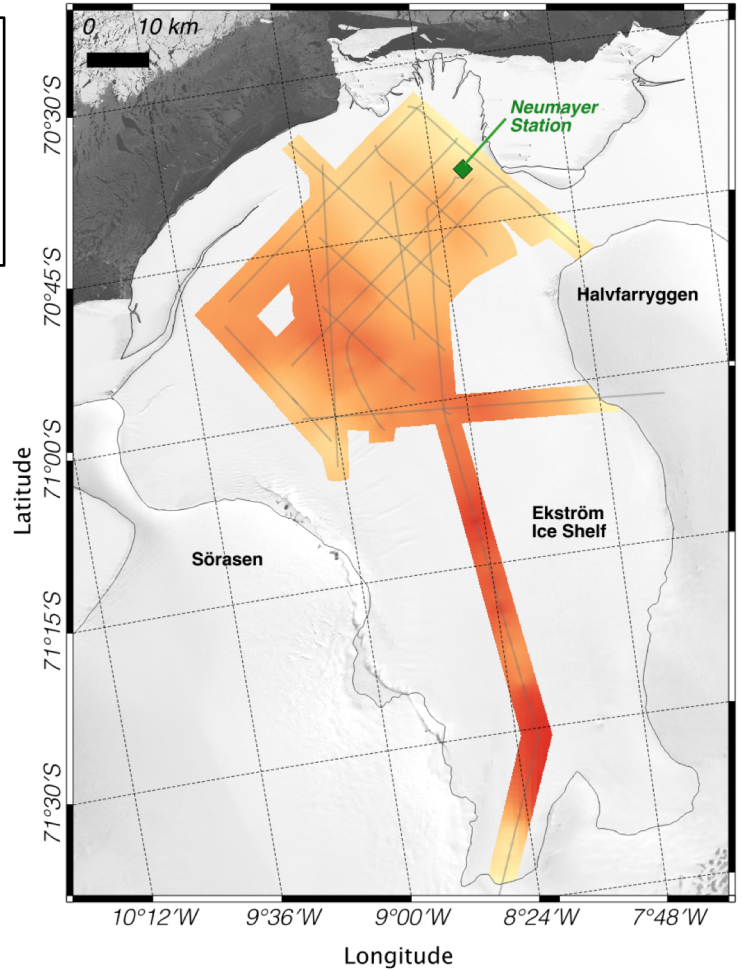 0 10 km
Neumayer
Station
70°30'S
70°45'S
Halvfarryggen
71°00'S
Latitude
Ekström
Ice Shelf
Sörasen
71°15'S
71°30'S
10°12'W 9°36'W 9°00'W 8°24'W 7°48'W
Longitude